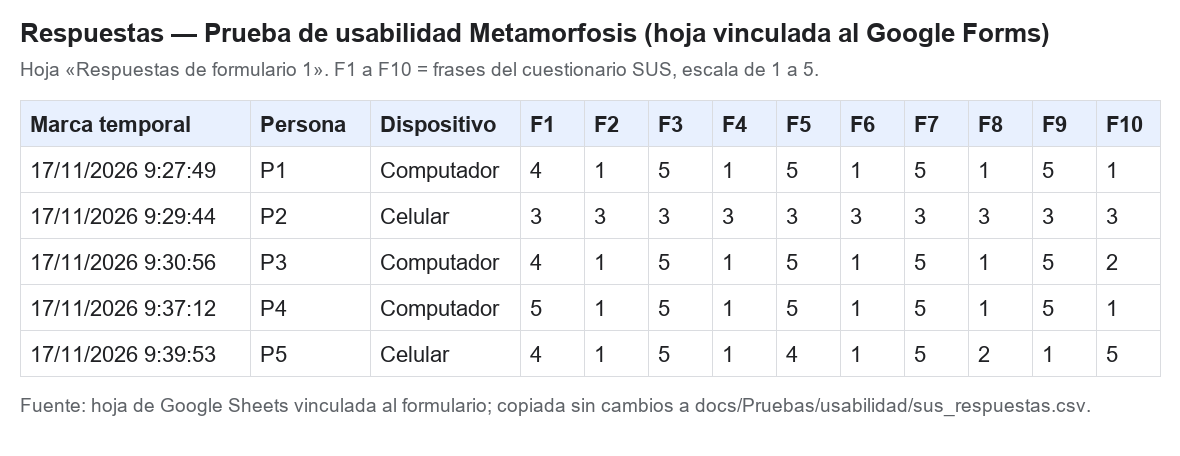 Respuestas — Prueba de usabilidad Metamorfosis (hoja vinculada al Google Forms)
Hoja «Respuestas de formulario 1». F1 a F10 = frases del cuestionario SUS, escala de 1 a 5.
Marca temporal Persona Dispositivo F1 F2 F3 F4 F5 F6 F7 F8 F9 F10
17/11/2026 9:27:49 P1 Computador 4 1 5 1 5 1 5 1 5 1
17/11/2026 9:29:44 P2 Celular 3 3 3 3 3 3 3 3 3 3
17/11/2026 9:30:56 P3 Computador 4 1 5 1 5 1 5 1 5 2
17/11/2026 9:37:12 P4 Computador 5 1 5 1 5 1 5 1 5 1
17/11/2026 9:39:53 P5 Celular 4 1 5 1 4 1 5 2 1 5
Fuente: hoja de Google Sheets vinculada al formulario; copiada sin cambios a docs/Pruebas/usabilidad/sus_respuestas.csv.